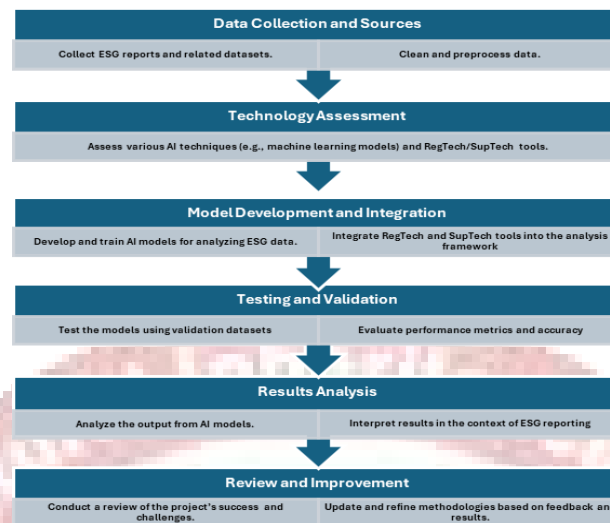 Data Collection and Sources
Collect ESG reports and related datasets.
Clean and preprocess data.
Technology Assessment
Assess various AI techniques (e.g., machine learning models) and RegTech/SupTech tools.
Model Development and Integration
Develop and train AI models for analyzing ESG data.
Integrate RegTech and SupTech tools into the analysis
framework
Testing and Validation
Test the models using validation datasets
Evaluate performance metrics and accuracy
Results Analysis
Analyze the output from AI models.
Interpret results in the context of ESG reporting
Review and Improvement
Conduct a review of the project's success and
challenges.
Update and refine methodologies based on feedback and
results.